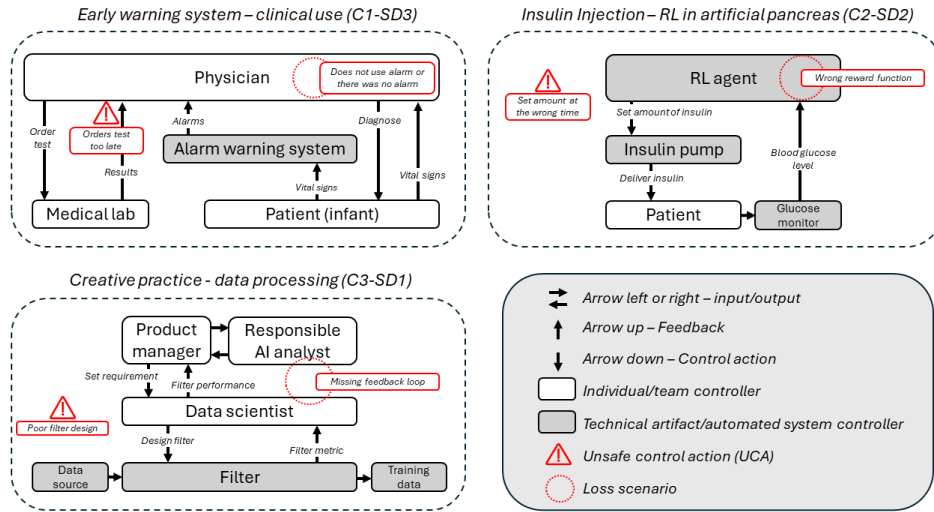 Early warning system – clinical use (C1-SD3)
Physician
Does not use alarm or
there was no alarm
Order
test
Orders test
too late
Results
Alarms
Alarm warning system
Vital signs
Diagnose
Vital signs
Medical lab
Patient (infant)
Insulin Injection – RL in artificial pancreas (C2-SD2)
RL agent
Wrong reward function
Set amount at
the wrong time
Set amount of insulin
Insulin pump
Deliver insulin
Blood glucose
level
Patient
Glucose
monitor
Creative practice - data processing (C3-SD1)
Product
manager
Responsible
AI analyst
Set requirement
Filter performance
Missing feedback loop
Data scientist
Poor filter design
Design filter
Filter metric
Data
source
Filter
Training
data
Arrow left or right – input/output
Arrow up – Feedback
Arrow down – Control action
Individual/team controller
Technical artifact/automated system controller
Unsafe control action (UCA)
Loss scenario